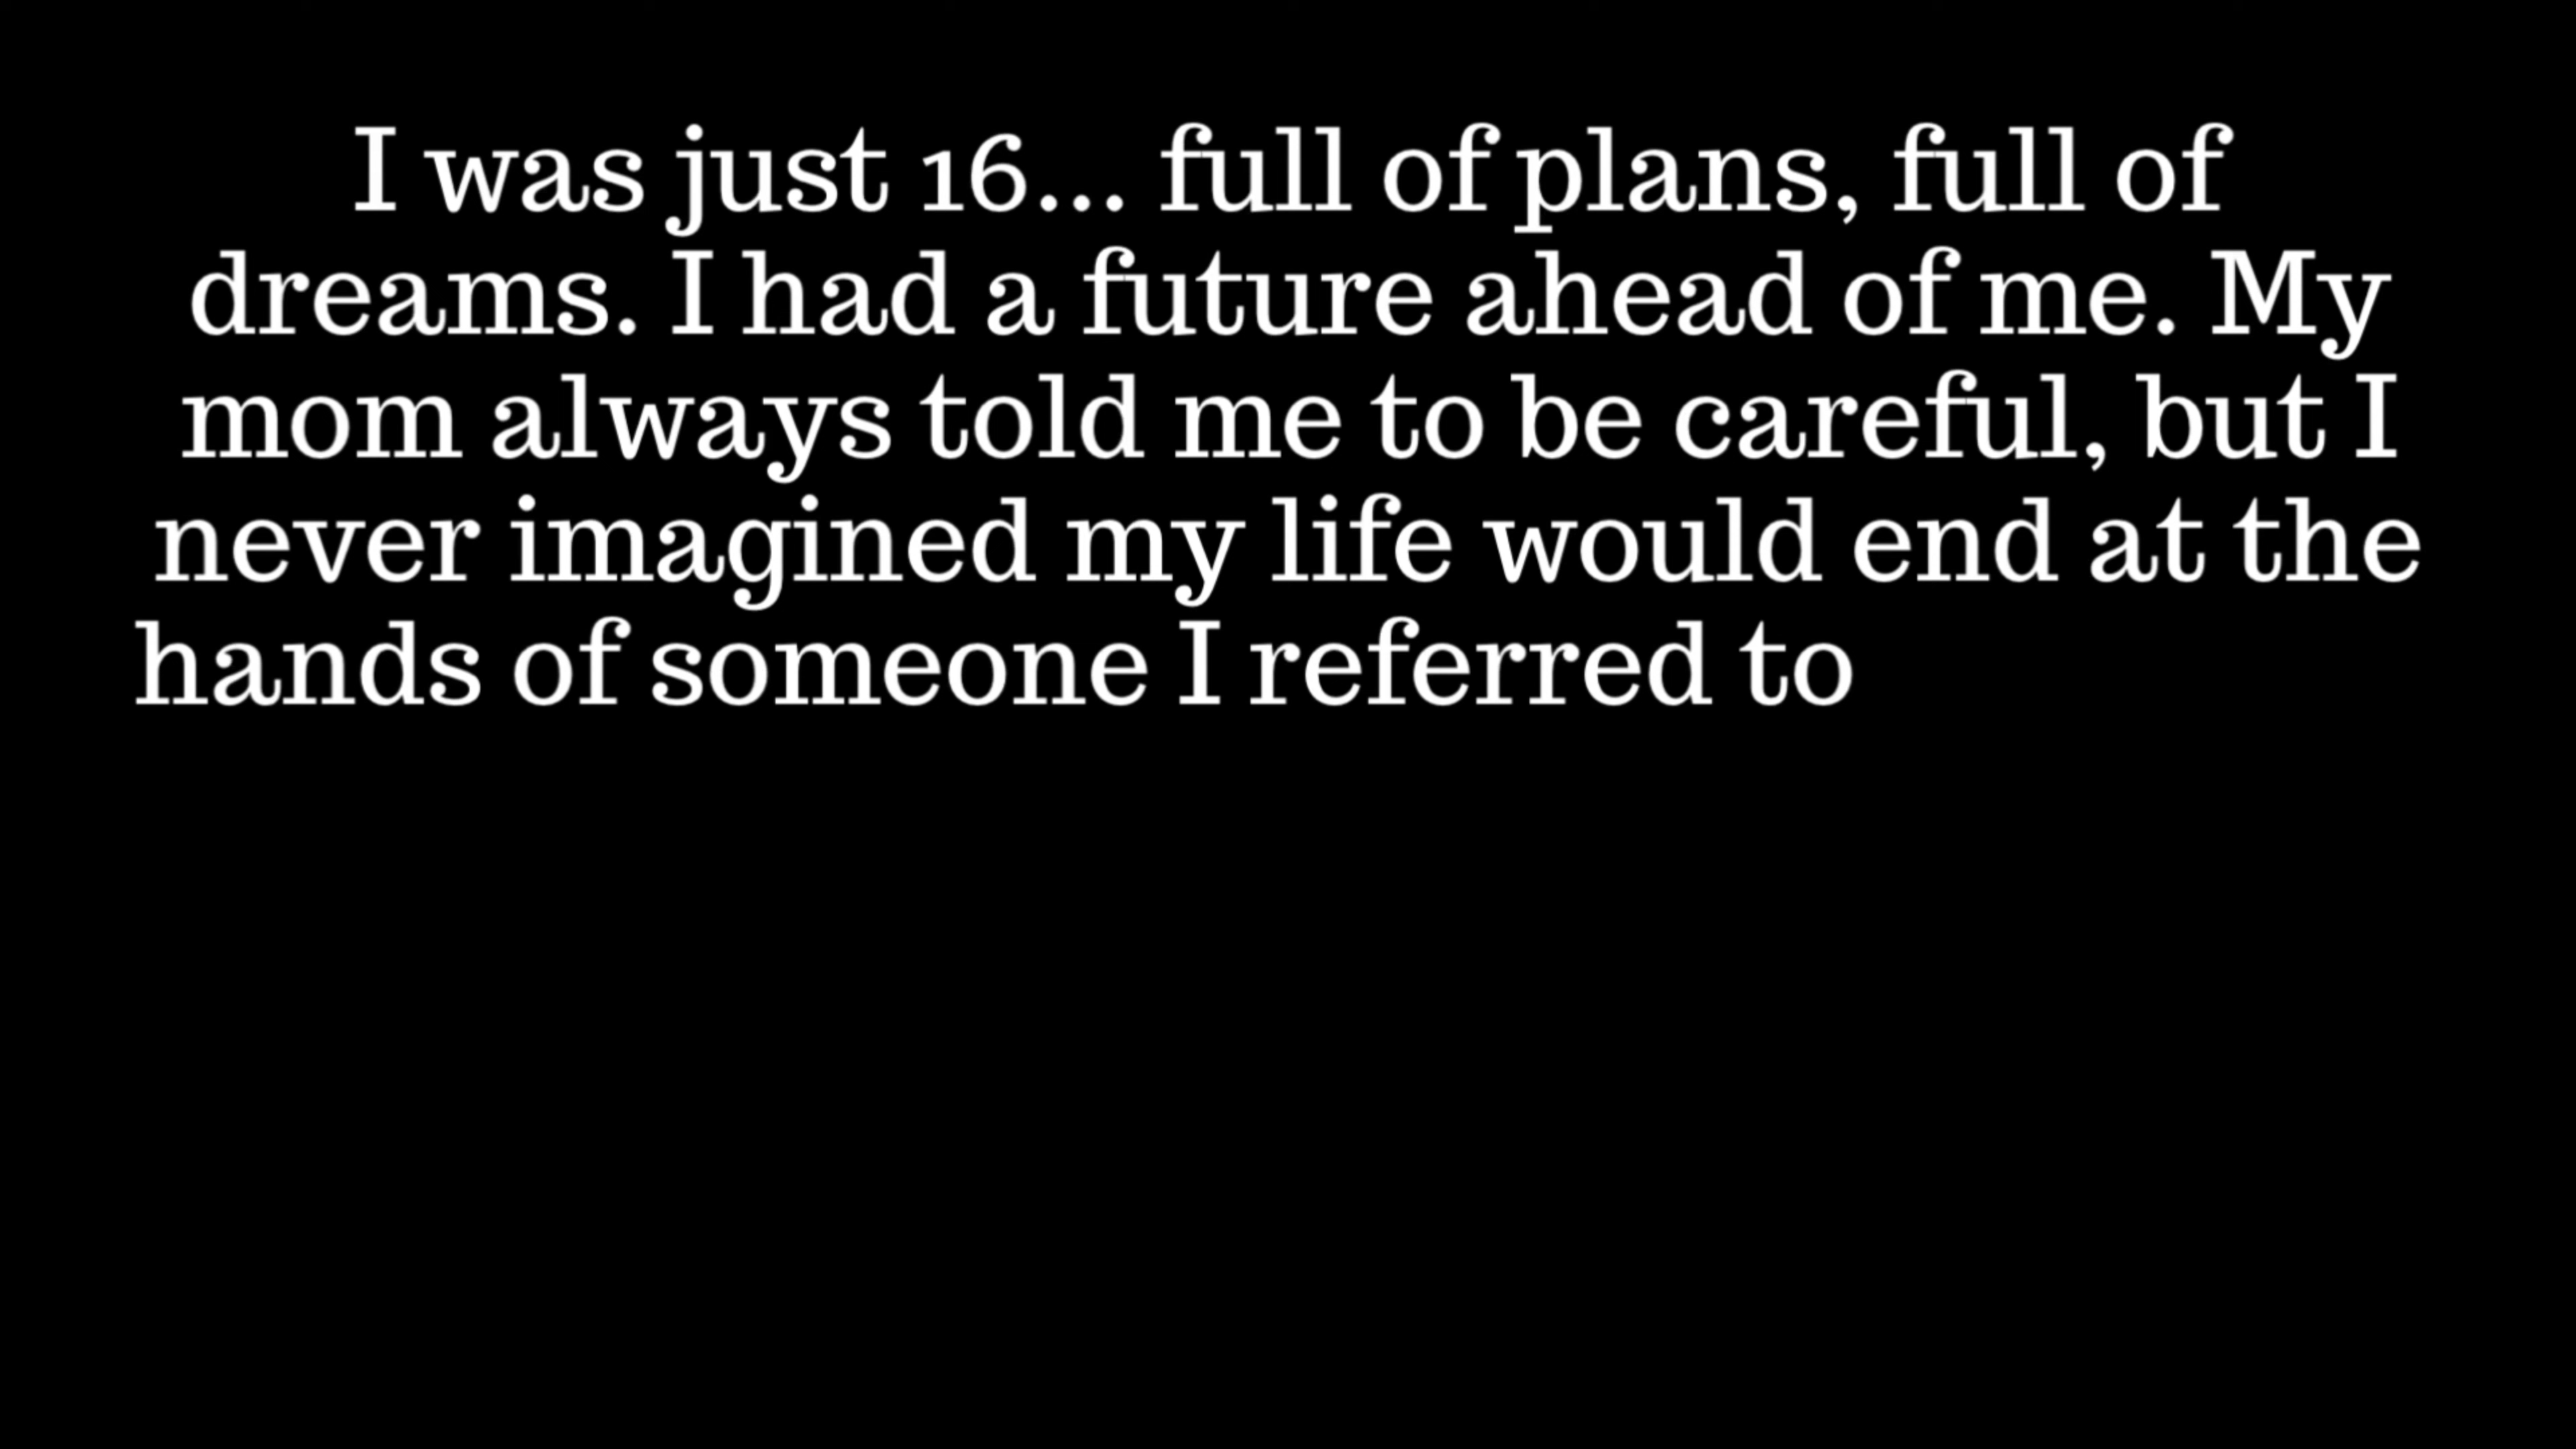 I was just 16... full of plans, full of
dreams. I had a future ahead of me. My
mom always told me to be careful, but I
never imagined my life would end at the
hands of someone I referred to